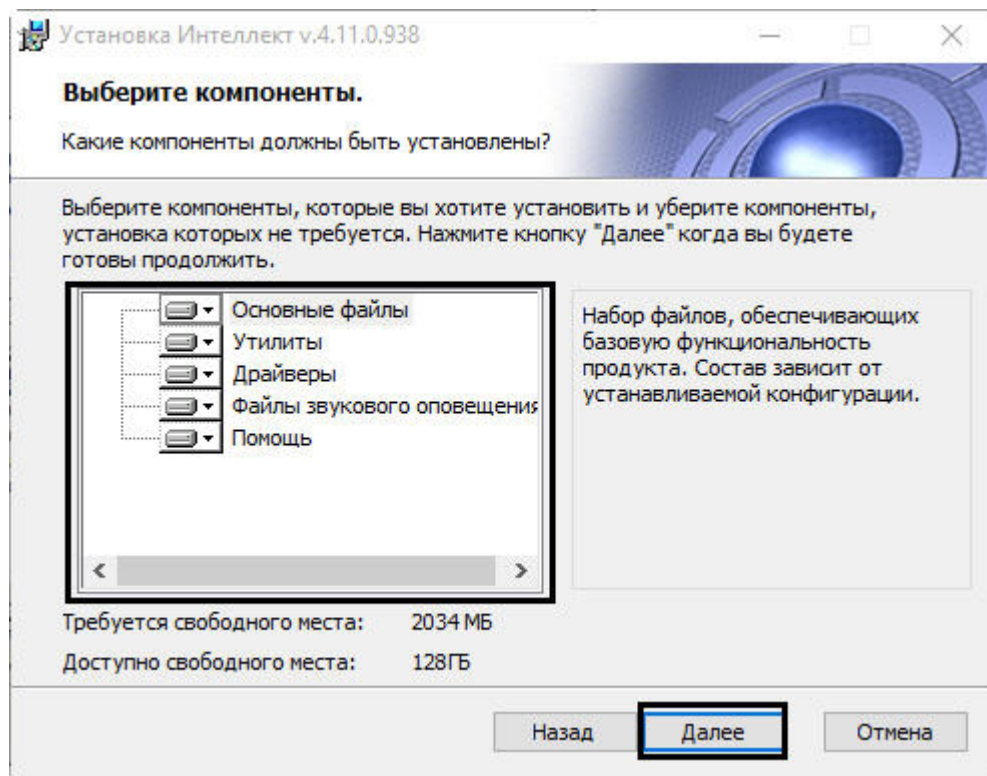 Установка Интеллект v.4.11.0.938
Выберите компоненты.
Какие компоненты должны быть установлены?
Выберите компоненты, которые вы хотите установить и уберите компоненты,
установка которых не требуется. Нажмите кнопку "Далее" когда вы будете
готовы продолжить.
Основные файлы
Утилиты
Драйверы
Файлы звукового оповещения
Помощь
Набор файлов, обеспечивающих
базовую функциональность
продукта. Состав зависит от
устанавливаемой конфигурации.
Требуется свободного места: 2034 МБ
Доступно свободного места: 128ГБ
Назад Далее Отмена